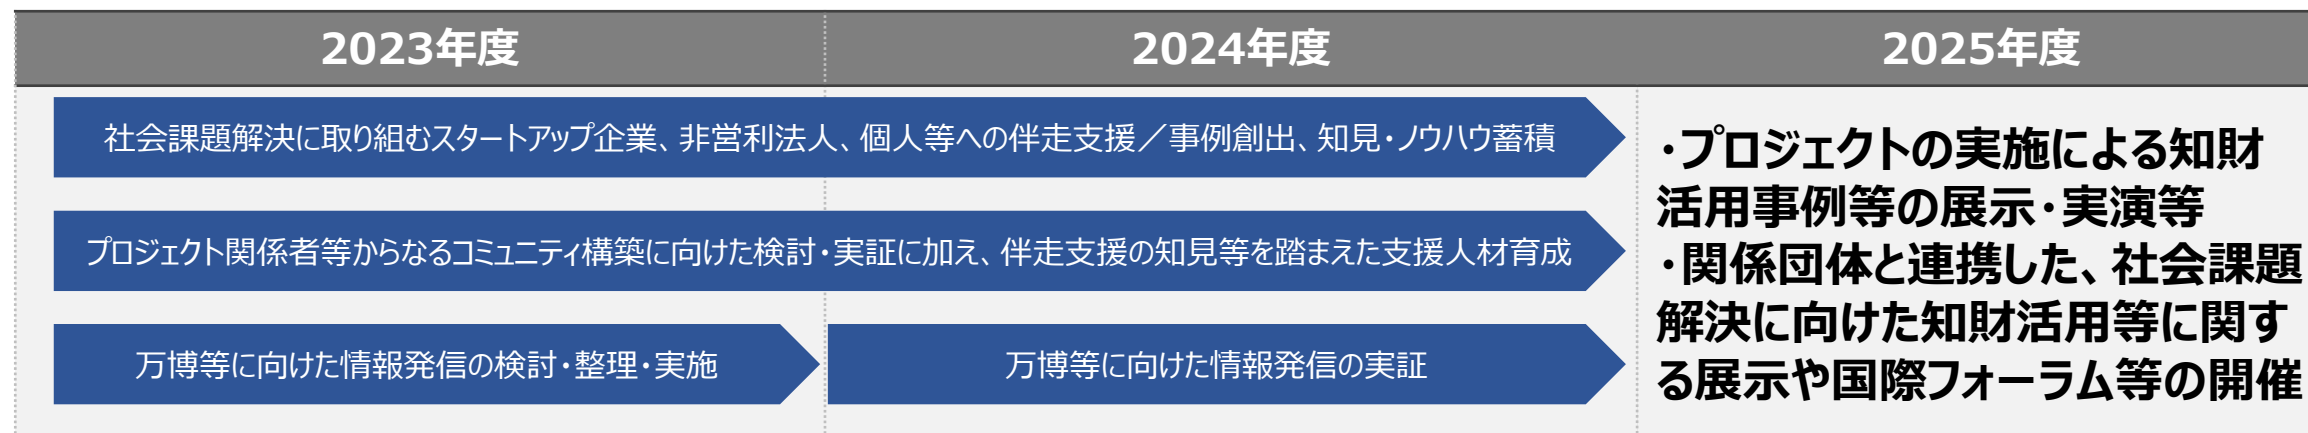 2023年度
2024年度
2025年度
社会課題解決に取り組むスタートアップ企業、非営利法人、個人等への伴走支援／事例創出、知見・ノウハウ蓄積
プロジェクト関係者等からなるコミュニティ構築に向けた検討・実証に加え、伴走支援の知見等を踏まえた支援人材育成
万博等に向けた情報発信の検討・整理・実施
万博等に向けた情報発信の実証
・プロジェクトの実施による知財
活用事例等の展示・実演等
・関係団体と連携した、社会課題
解決に向けた知財活用等に関す
る展示や国際フォーラム等の開催